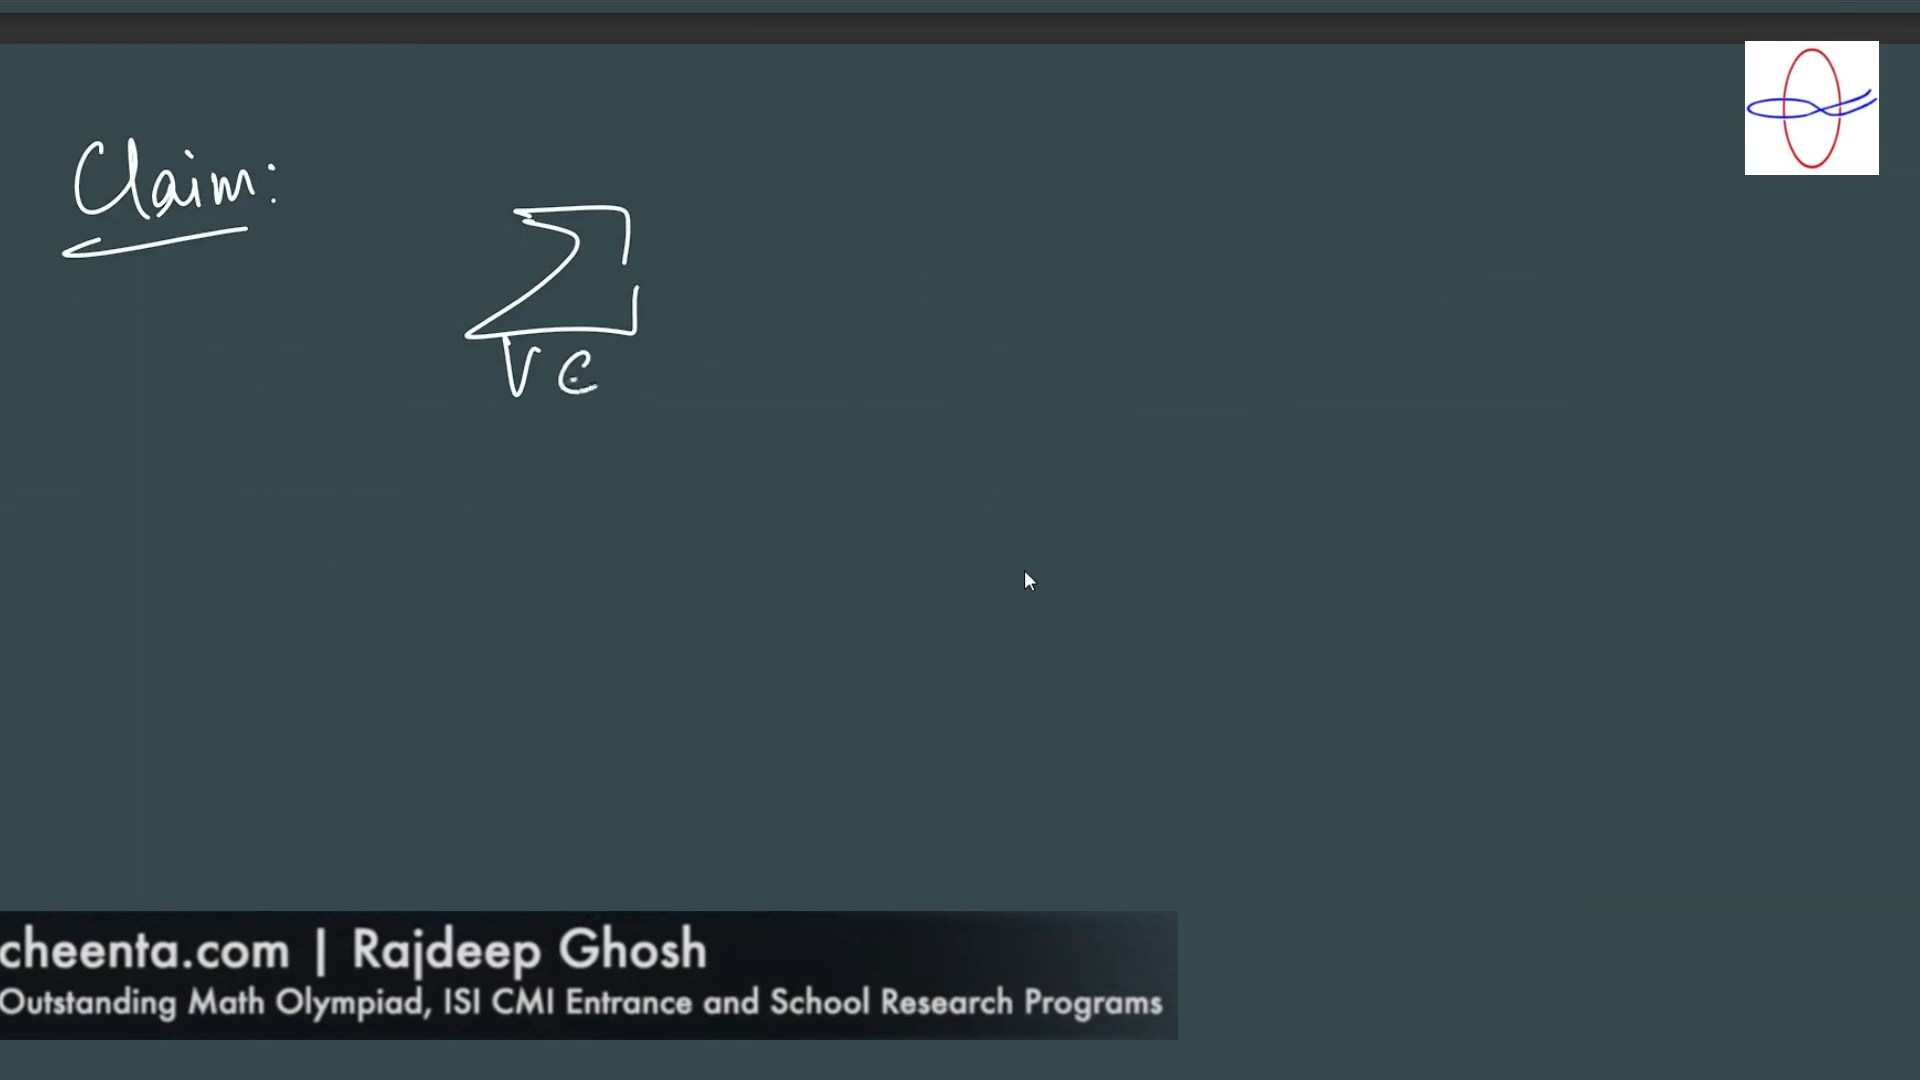 Claim:
∑
V ∈
cheenta.com | Rajdeep Ghosh
Outstanding Math Olympiad, ISI CMI Entrance and School Research Programs